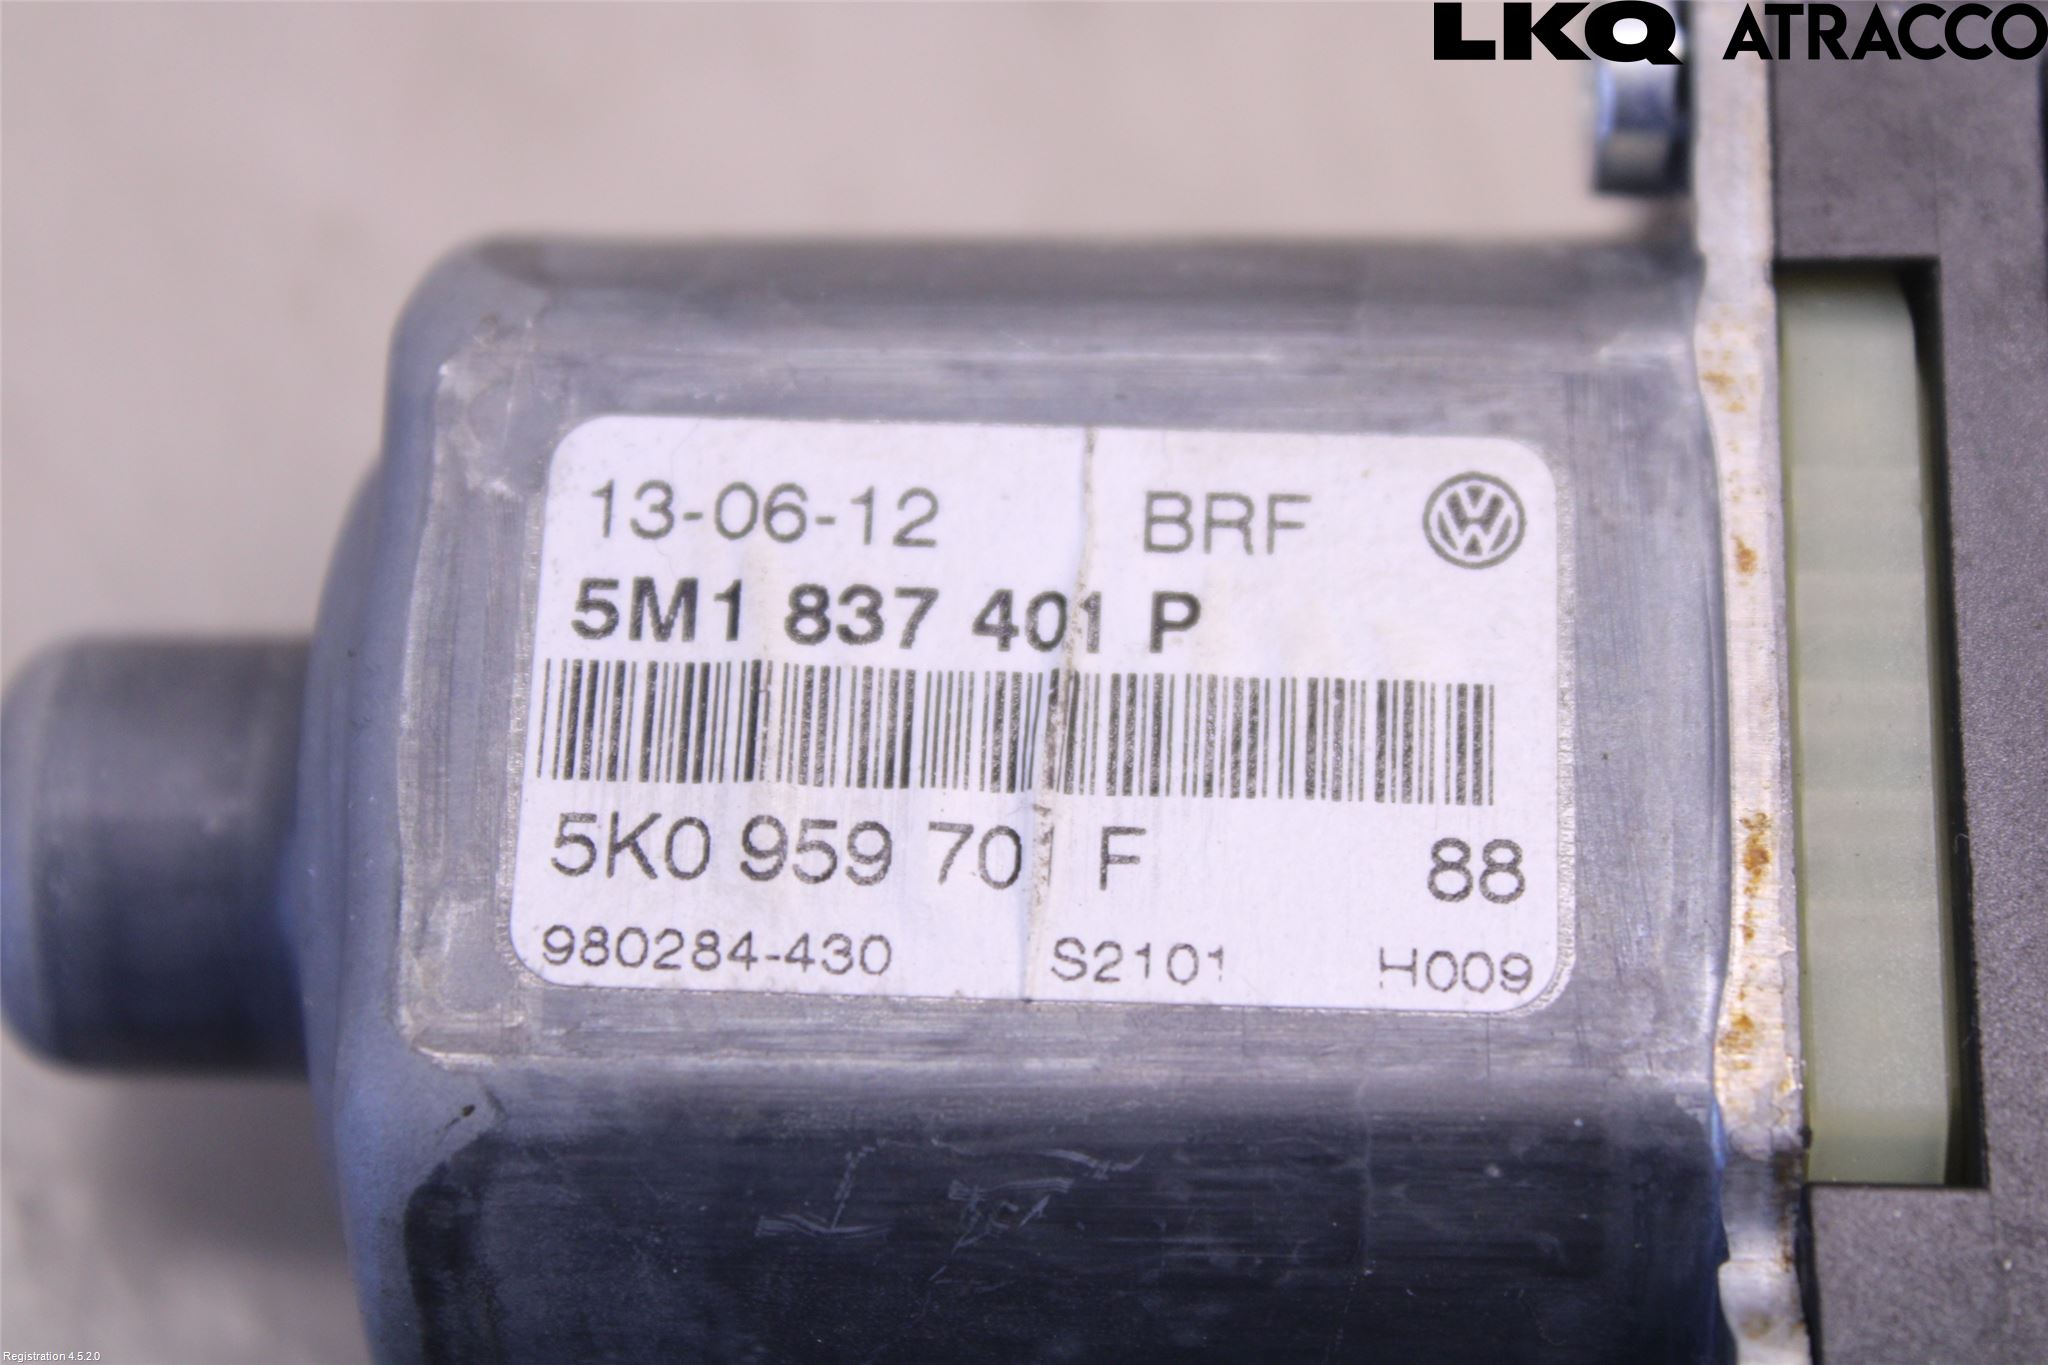 LKQ ATRACCO
13-06-12 BRF
5M1 837 401 P
5K0 959 701 F 88
980284-430 S2101 H009
Registration 4.5.2.0